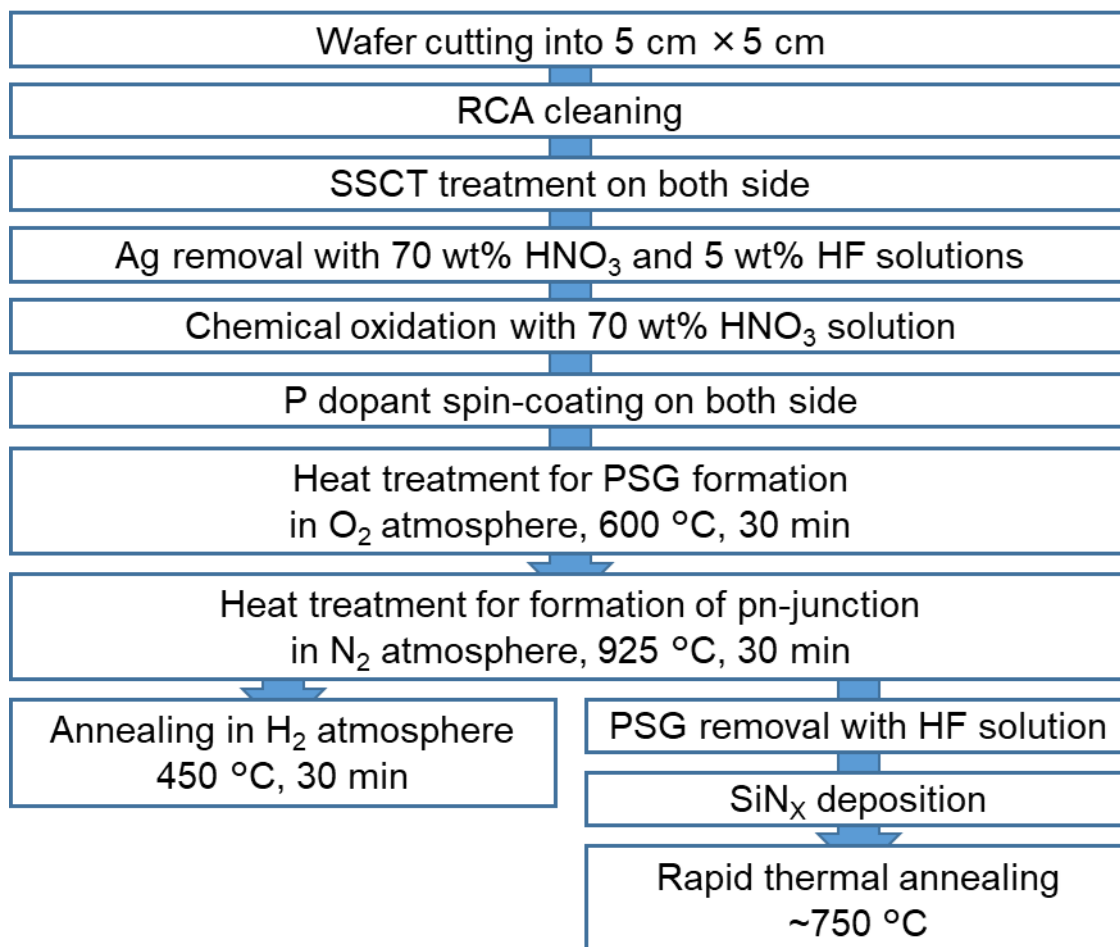 Wafer cutting into 5 cm × 5 cm
RCA cleaning
SSCT treatment on both side
Ag removal with 70 wt% HNO₃ and 5 wt% HF solutions
Chemical oxidation with 70 wt% HNO₃ solution
P dopant spin-coating on both side
Heat treatment for PSG formation
in O₂ atmosphere, 600 °C, 30 min
Heat treatment for formation of pn-junction
in N₂ atmosphere, 925 °C, 30 min
Annealing in H₂ atmosphere
450 °C, 30 min
PSG removal with HF solution
SiNX deposition
Rapid thermal annealing
~750 °C